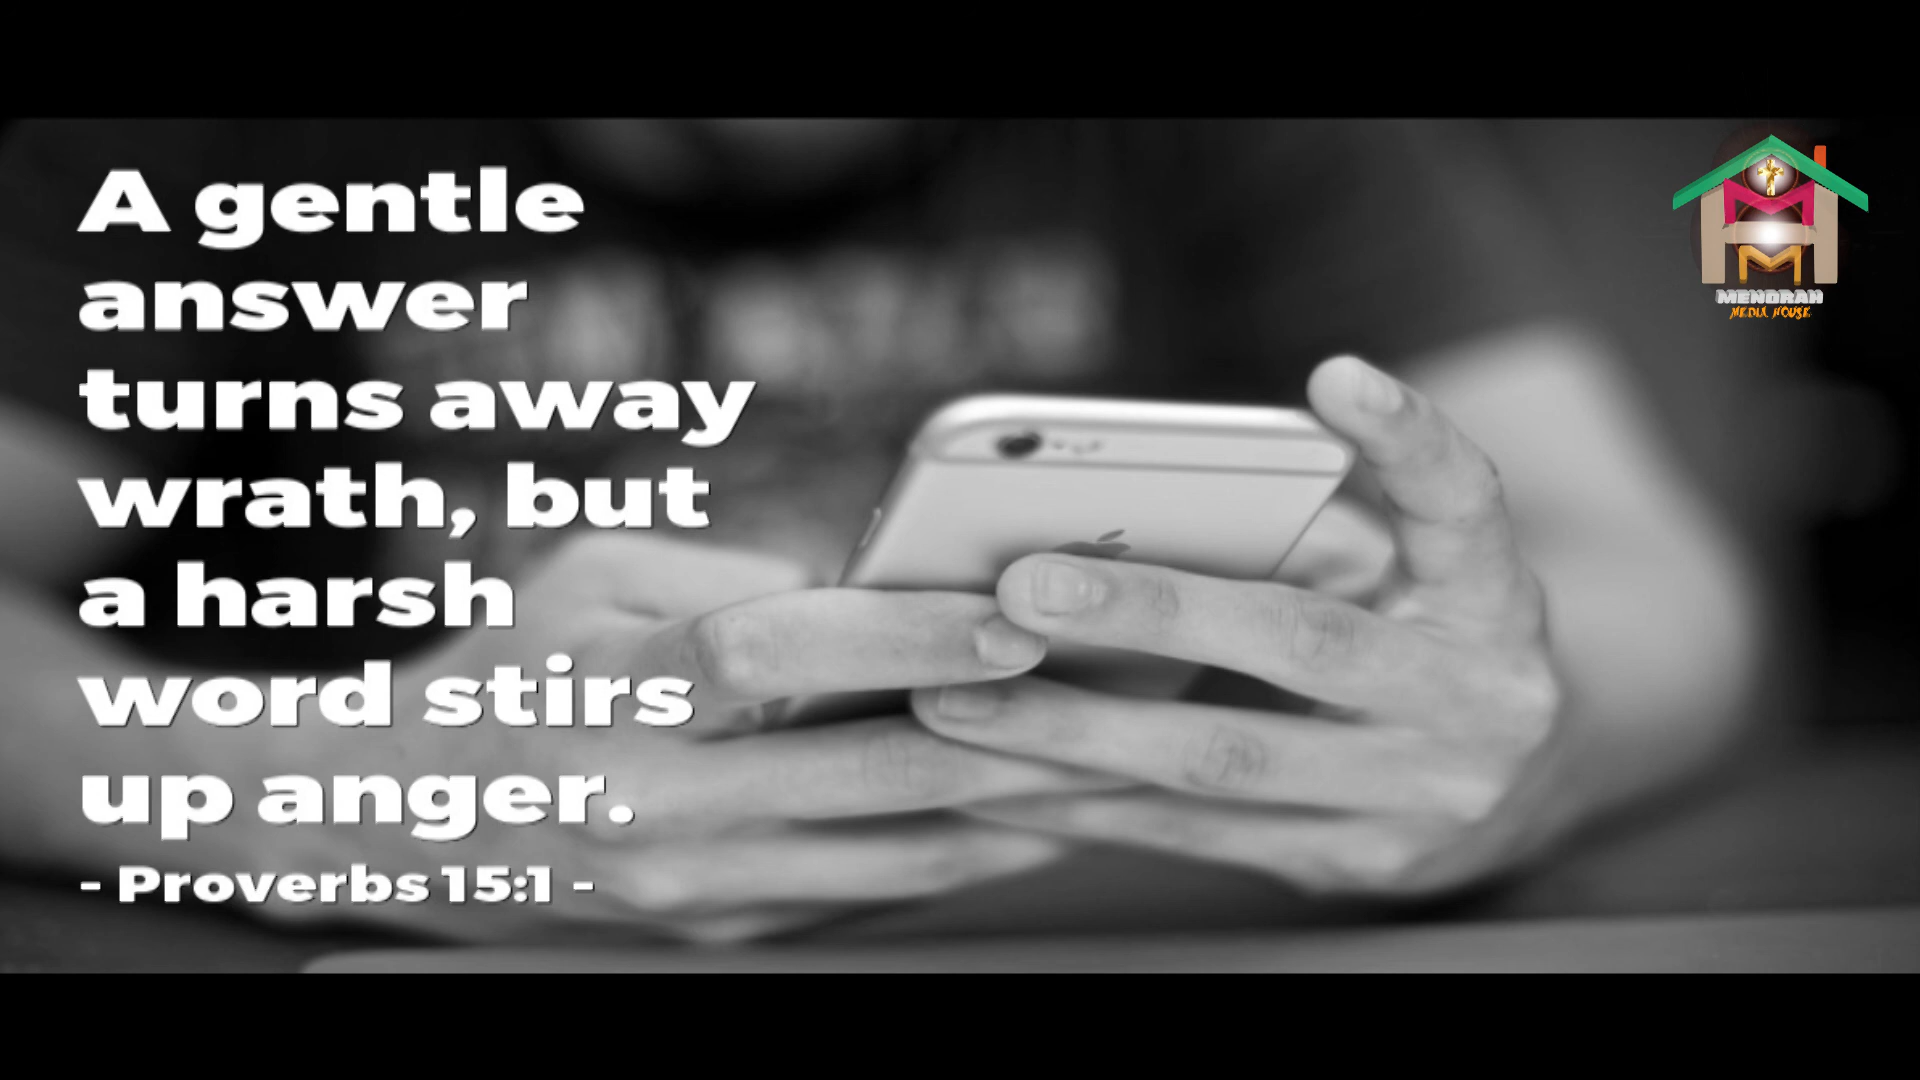 A gentle
answer
turns away
wrath, but
a harsh
word stirs
up anger.
- Proverbs 15:1 -
MENORAH
MEDIA HOUSE